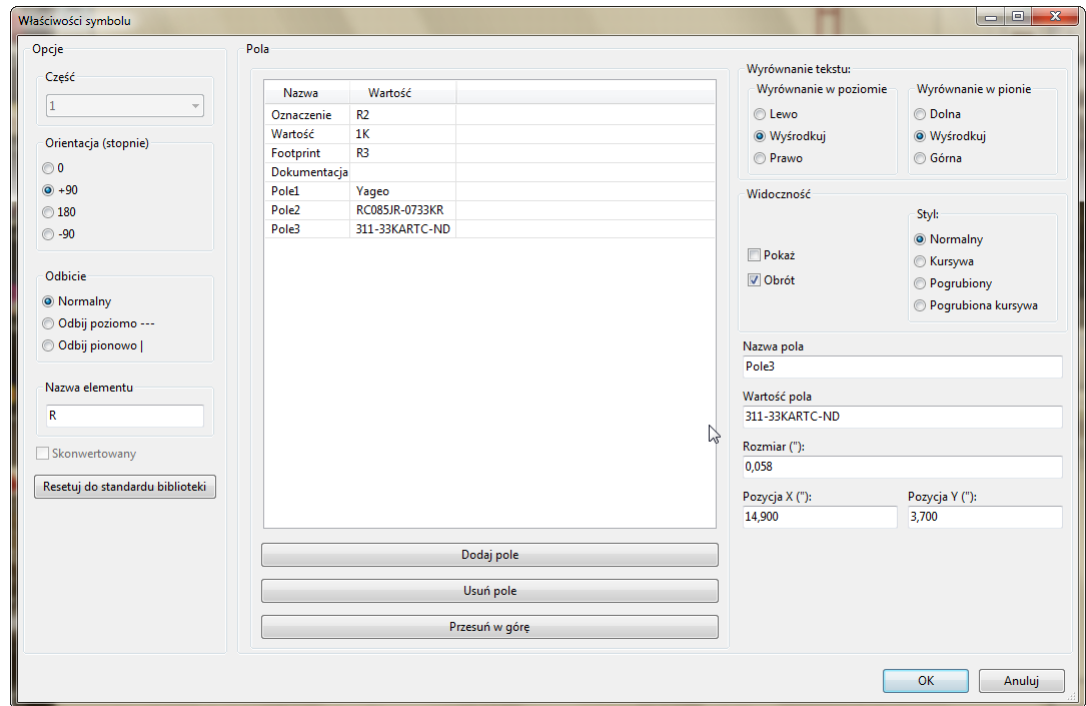 Właściwości symbolu
Opcje
Część
1
Orientacja (stopnie)
0
+90
180
-90
Odbicie
Normalny
Odbij poziomo ---
Odbij pionowo |
Nazwa elementu
R
Skonwertowany
Resetuj do standardu biblioteki
Pola
Nazwa Wartość
Oznaczenie R2
Wartość 1K
Footprint R3
Dokumentacja
Pole1 Yageo
Pole2 RC085JR-0733KR
Pole3 311-33KARTC-ND
Dodaj pole
Usuń pole
Przesuń w górę
Wyrównanie tekstu:
Wyrównanie w poziomie
Lewo
Wyśrodkuj
Prawo
Wyrównanie w pionie
Dolna
Wyśrodkuj
Górna
Widoczność
Pokaż
Obrót
Styl:
Normalny
Kursywa
Pogrubiony
Pogrubiona kursywa
Nazwa pola
Pole3
Wartość pola
311-33KARTC-ND
Rozmiar ("):
0,058
Pozycja X ("): Pozycja Y ("):
14,900 3,700
OK Anuluj